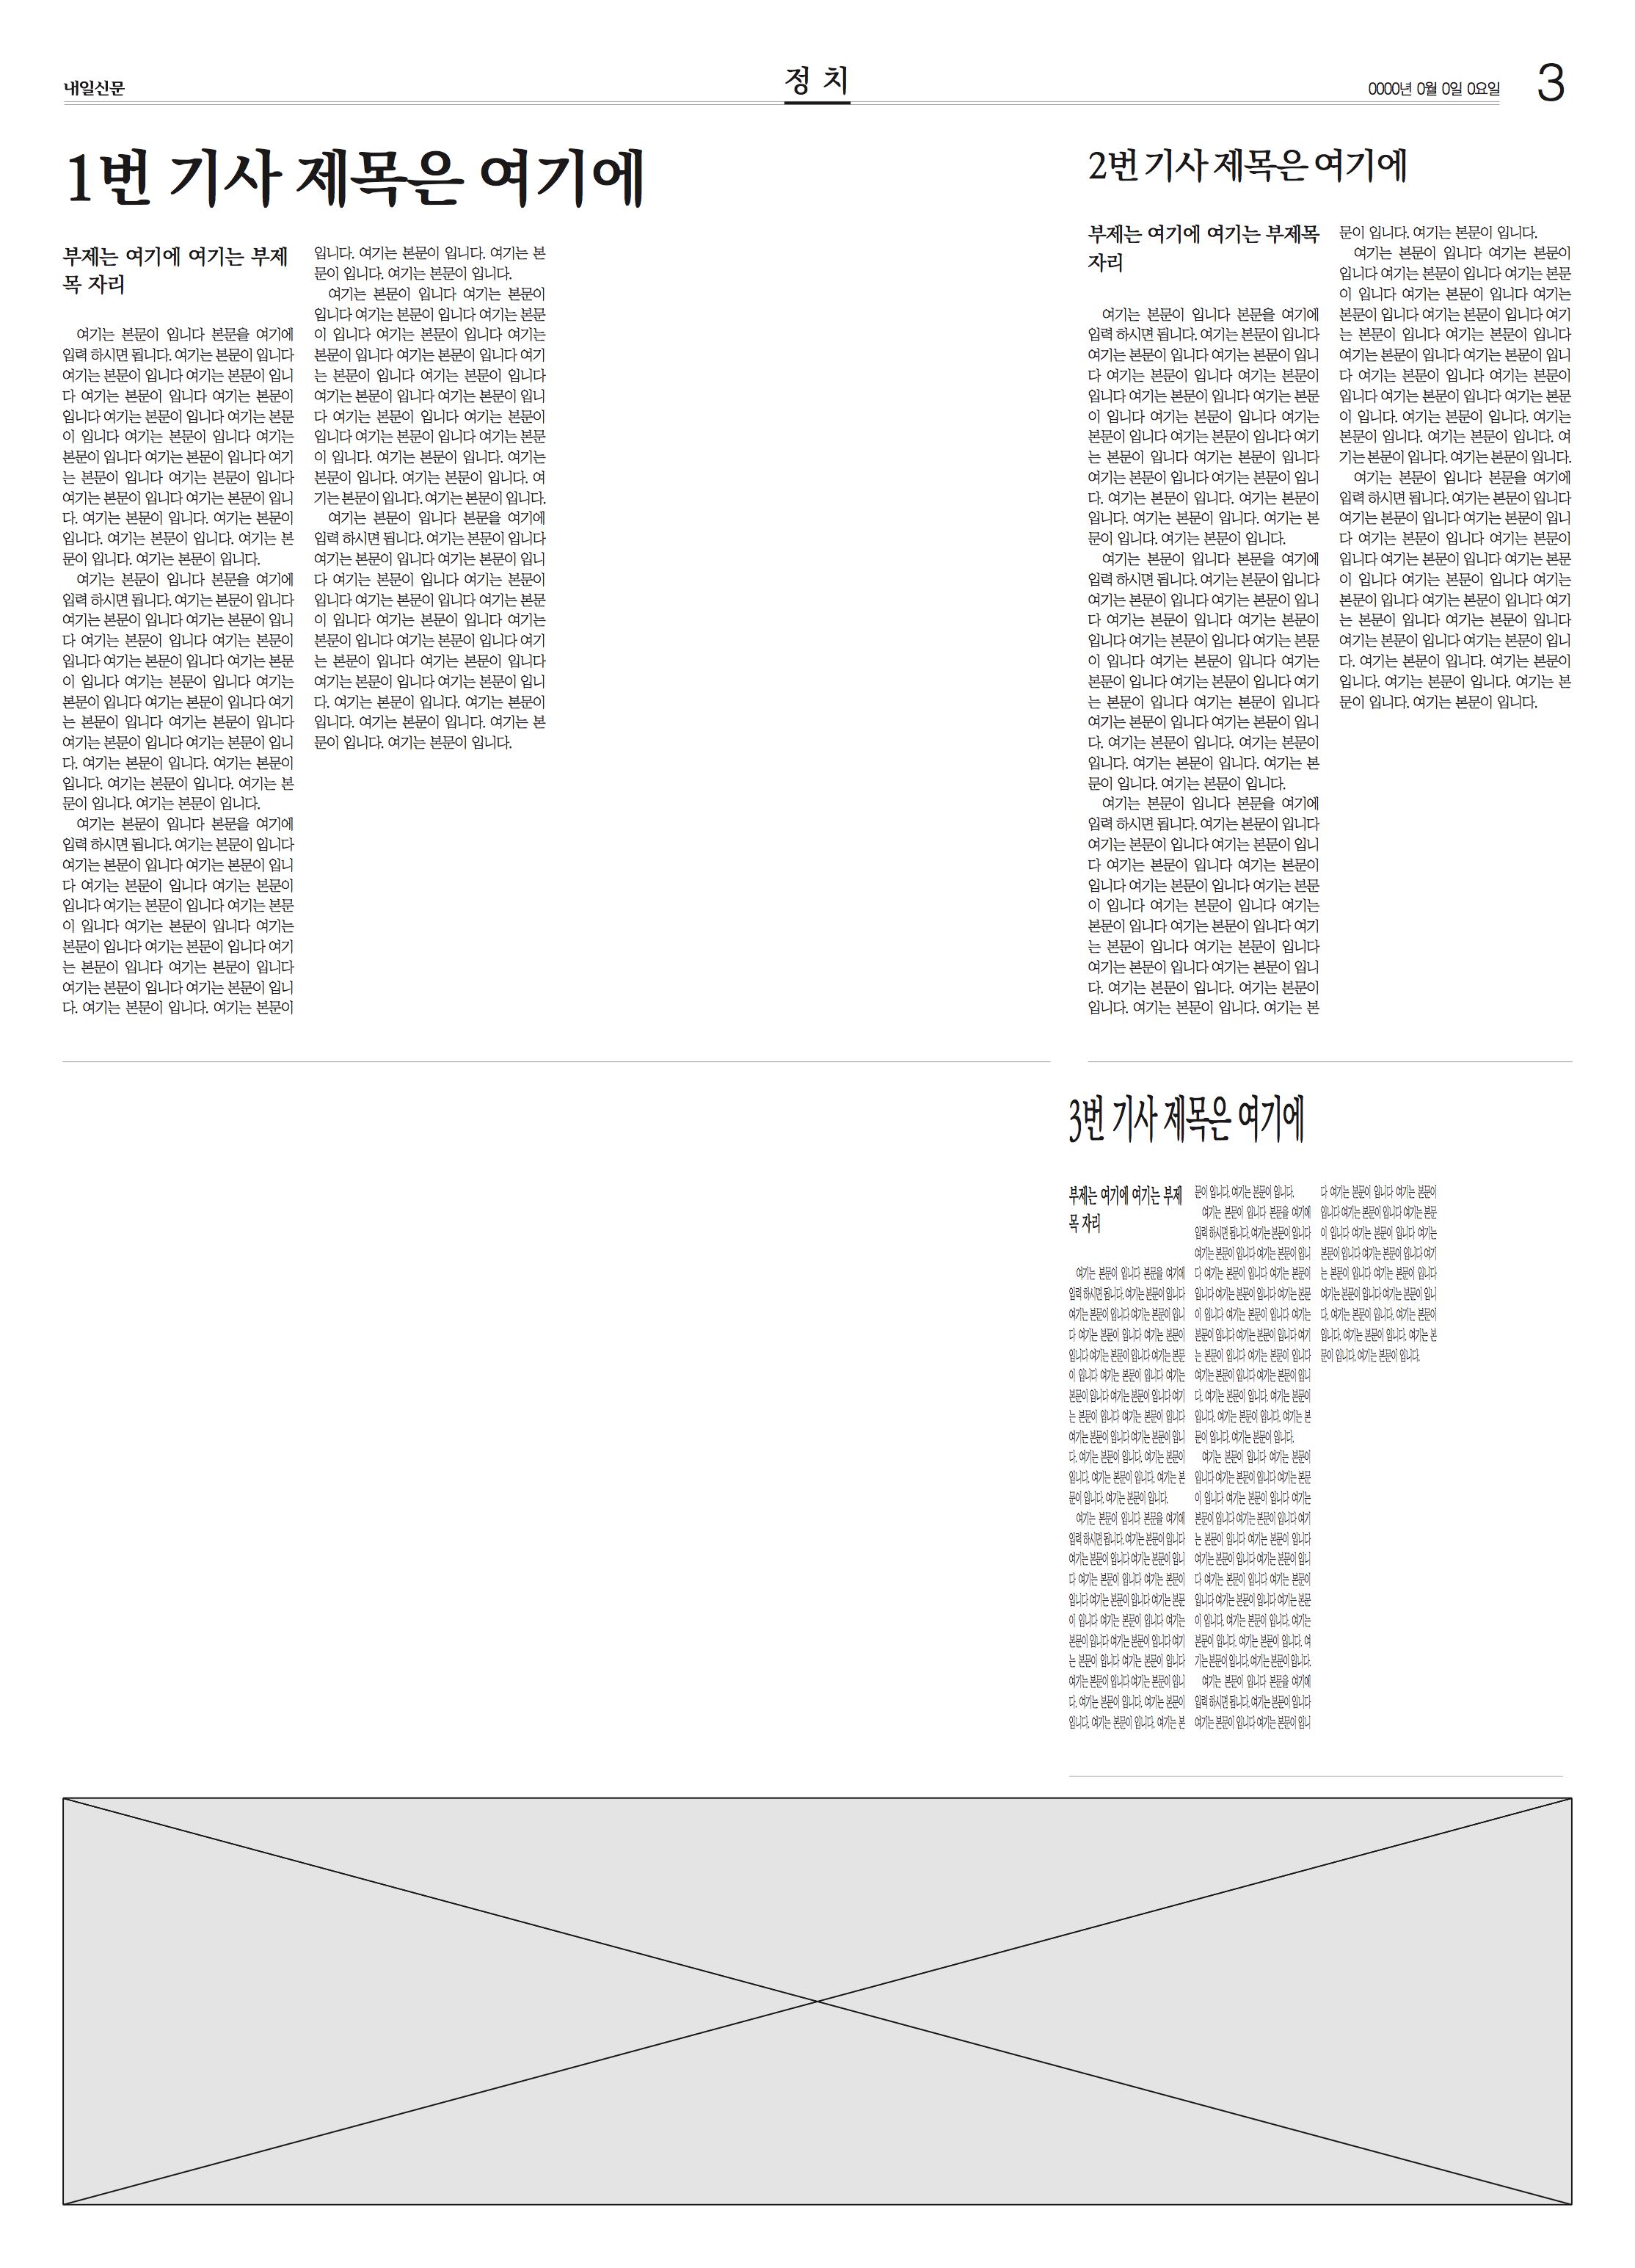 내일신문
정 치
0000년 0월 0일 0요일
3
1번 기사 제목은 여기에
부제는 여기에 여기는 부제
목 자리
여기는 본문이 입니다 본문을 여기에
입력 하시면 됩니다. 여기는 본문이 입니다
여기는 본문이 입니다 여기는 본문이 입니
다 여기는 본문이 입니다 여기는 본문이
입니다 여기는 본문이 입니다 여기는 본문
이 입니다 여기는 본문이 입니다 여기는
본문이 입니다 여기는 본문이 입니다 여기
는 본문이 입니다 여기는 본문이 입니다
여기는 본문이 입니다 여기는 본문이 입니
다. 여기는 본문이 입니다. 여기는 본문이
입니다. 여기는 본문이 입니다. 여기는 본
문이 입니다. 여기는 본문이 입니다.
여기는 본문이 입니다 본문을 여기에
입력 하시면 됩니다. 여기는 본문이 입니다
여기는 본문이 입니다 여기는 본문이 입니
다 여기는 본문이 입니다 여기는 본문이
입니다 여기는 본문이 입니다 여기는 본문
이 입니다 여기는 본문이 입니다 여기는
본문이 입니다 여기는 본문이 입니다 여기
는 본문이 입니다 여기는 본문이 입니다
여기는 본문이 입니다 여기는 본문이 입니
다. 여기는 본문이 입니다. 여기는 본문이
입니다. 여기는 본문이 입니다. 여기는 본
문이 입니다. 여기는 본문이 입니다.
여기는 본문이 입니다 본문을 여기에
입력 하시면 됩니다. 여기는 본문이 입니다
여기는 본문이 입니다 여기는 본문이 입니
다 여기는 본문이 입니다 여기는 본문이
입니다 여기는 본문이 입니다 여기는 본문
이 입니다 여기는 본문이 입니다 여기는
본문이 입니다 여기는 본문이 입니다 여기
는 본문이 입니다 여기는 본문이 입니다
여기는 본문이 입니다 여기는 본문이 입니
다. 여기는 본문이 입니다. 여기는 본문이
입니다. 여기는 본문이 입니다. 여기는 본
문이 입니다. 여기는 본문이 입니다.
여기는 본문이 입니다 여기는 본문이
입니다 여기는 본문이 입니다 여기는 본문
이 입니다 여기는 본문이 입니다 여기는
본문이 입니다 여기는 본문이 입니다 여기
는 본문이 입니다 여기는 본문이 입니다
여기는 본문이 입니다 여기는 본문이 입니
다 여기는 본문이 입니다 여기는 본문이
입니다 여기는 본문이 입니다 여기는 본문
이 입니다. 여기는 본문이 입니다. 여기는
본문이 입니다. 여기는 본문이 입니다. 여
기는 본문이 입니다. 여기는 본문이 입니다.
여기는 본문이 입니다 본문을 여기에
입력 하시면 됩니다. 여기는 본문이 입니다
여기는 본문이 입니다 여기는 본문이 입니
다 여기는 본문이 입니다 여기는 본문이
입니다 여기는 본문이 입니다 여기는 본문
이 입니다 여기는 본문이 입니다 여기는
본문이 입니다 여기는 본문이 입니다 여기
는 본문이 입니다 여기는 본문이 입니다
여기는 본문이 입니다 여기는 본문이 입니
다. 여기는 본문이 입니다. 여기는 본문이
입니다. 여기는 본문이 입니다. 여기는 본
문이 입니다. 여기는 본문이 입니다.
2번 기사 제목은 여기에
부제는 여기에 여기는 부제목
자리
여기는 본문이 입니다 본문을 여기에
입력 하시면 됩니다. 여기는 본문이 입니다
여기는 본문이 입니다 여기는 본문이 입니
다 여기는 본문이 입니다 여기는 본문이
입니다 여기는 본문이 입니다 여기는 본문
이 입니다 여기는 본문이 입니다 여기는
본문이 입니다 여기는 본문이 입니다 여기
는 본문이 입니다 여기는 본문이 입니다
여기는 본문이 입니다 여기는 본문이 입니
다. 여기는 본문이 입니다. 여기는 본문이
입니다. 여기는 본문이 입니다. 여기는 본
문이 입니다. 여기는 본문이 입니다.
여기는 본문이 입니다 본문을 여기에
입력 하시면 됩니다. 여기는 본문이 입니다
여기는 본문이 입니다 여기는 본문이 입니
다 여기는 본문이 입니다 여기는 본문이
입니다 여기는 본문이 입니다 여기는 본문
이 입니다 여기는 본문이 입니다 여기는
본문이 입니다 여기는 본문이 입니다 여기
는 본문이 입니다 여기는 본문이 입니다
여기는 본문이 입니다 여기는 본문이 입니
다. 여기는 본문이 입니다. 여기는 본문이
입니다. 여기는 본문이 입니다. 여기는 본
문이 입니다. 여기는 본문이 입니다.
여기는 본문이 입니다 본문을 여기에
입력 하시면 됩니다. 여기는 본문이 입니다
여기는 본문이 입니다 여기는 본문이 입니
다 여기는 본문이 입니다 여기는 본문이
입니다 여기는 본문이 입니다 여기는 본문
이 입니다 여기는 본문이 입니다 여기는
본문이 입니다 여기는 본문이 입니다 여기
는 본문이 입니다 여기는 본문이 입니다
여기는 본문이 입니다 여기는 본문이 입니
다. 여기는 본문이 입니다. 여기는 본문이
입니다. 여기는 본문이 입니다. 여기는 본
문이 입니다. 여기는 본문이 입니다.
여기는 본문이 입니다 여기는 본문이
입니다 여기는 본문이 입니다 여기는 본문
이 입니다 여기는 본문이 입니다 여기는
본문이 입니다 여기는 본문이 입니다 여기
는 본문이 입니다 여기는 본문이 입니다
여기는 본문이 입니다 여기는 본문이 입니
다 여기는 본문이 입니다 여기는 본문이
입니다 여기는 본문이 입니다 여기는 본문
이 입니다. 여기는 본문이 입니다. 여기는
본문이 입니다. 여기는 본문이 입니다. 여
기는 본문이 입니다. 여기는 본문이 입니다.
여기는 본문이 입니다 본문을 여기에
입력 하시면 됩니다. 여기는 본문이 입니다
여기는 본문이 입니다 여기는 본문이 입니
다 여기는 본문이 입니다 여기는 본문이
입니다 여기는 본문이 입니다 여기는 본문
이 입니다 여기는 본문이 입니다 여기는
본문이 입니다 여기는 본문이 입니다 여기
는 본문이 입니다 여기는 본문이 입니다
여기는 본문이 입니다 여기는 본문이 입니
다. 여기는 본문이 입니다. 여기는 본문이
입니다. 여기는 본문이 입니다. 여기는 본
문이 입니다. 여기는 본문이 입니다.
3번 기사 제목은 여기에
부제는 여기에 여기는 부제
목 자리
여기는 본문이 입니다 본문을 여기에
입력 하시면 됩니다. 여기는 본문이 입니다
여기는 본문이 입니다 여기는 본문이 입니
다 여기는 본문이 입니다 여기는 본문이
입니다 여기는 본문이 입니다 여기는 본문
이 입니다 여기는 본문이 입니다 여기는
본문이 입니다 여기는 본문이 입니다 여기
는 본문이 입니다 여기는 본문이 입니다
여기는 본문이 입니다 여기는 본문이 입니
다. 여기는 본문이 입니다. 여기는 본문이
입니다. 여기는 본문이 입니다. 여기는 본
문이 입니다. 여기는 본문이 입니다.
여기는 본문이 입니다 본문을 여기에
입력 하시면 됩니다. 여기는 본문이 입니다
여기는 본문이 입니다 여기는 본문이 입니
다 여기는 본문이 입니다 여기는 본문이
입니다 여기는 본문이 입니다 여기는 본문
이 입니다 여기는 본문이 입니다 여기는
본문이 입니다 여기는 본문이 입니다 여기
는 본문이 입니다 여기는 본문이 입니다
여기는 본문이 입니다 여기는 본문이 입니
다. 여기는 본문이 입니다. 여기는 본문이
입니다. 여기는 본문이 입니다. 여기는 본
문이 입니다. 여기는 본문이 입니다.
여기는 본문이 입니다 본문을 여기에
입력 하시면 됩니다. 여기는 본문이 입니다
여기는 본문이 입니다 여기는 본문이 입니
다 여기는 본문이 입니다 여기는 본문이
입니다 여기는 본문이 입니다 여기는 본문
이 입니다 여기는 본문이 입니다 여기는
본문이 입니다 여기는 본문이 입니다 여기
는 본문이 입니다 여기는 본문이 입니다
여기는 본문이 입니다 여기는 본문이 입니
다. 여기는 본문이 입니다. 여기는 본문이
입니다. 여기는 본문이 입니다. 여기는 본
문이 입니다. 여기는 본문이 입니다.
여기는 본문이 입니다 여기는 본문이
입니다 여기는 본문이 입니다 여기는 본문
이 입니다 여기는 본문이 입니다 여기는
본문이 입니다 여기는 본문이 입니다 여기
는 본문이 입니다 여기는 본문이 입니다
여기는 본문이 입니다 여기는 본문이 입니
다 여기는 본문이 입니다 여기는 본문이
입니다 여기는 본문이 입니다 여기는 본문
이 입니다. 여기는 본문이 입니다. 여기는
본문이 입니다. 여기는 본문이 입니다. 여
기는 본문이 입니다. 여기는 본문이 입니다.
여기는 본문이 입니다 본문을 여기에
입력 하시면 됩니다. 여기는 본문이 입니다
여기는 본문이 입니다 여기는 본문이 입니
다 여기는 본문이 입니다 여기는 본문이
입니다 여기는 본문이 입니다 여기는 본문
이 입니다 여기는 본문이 입니다 여기는
본문이 입니다 여기는 본문이 입니다 여기
는 본문이 입니다 여기는 본문이 입니다
여기는 본문이 입니다 여기는 본문이 입니
다. 여기는 본문이 입니다. 여기는 본문이
입니다. 여기는 본문이 입니다. 여기는 본
문이 입니다. 여기는 본문이 입니다.